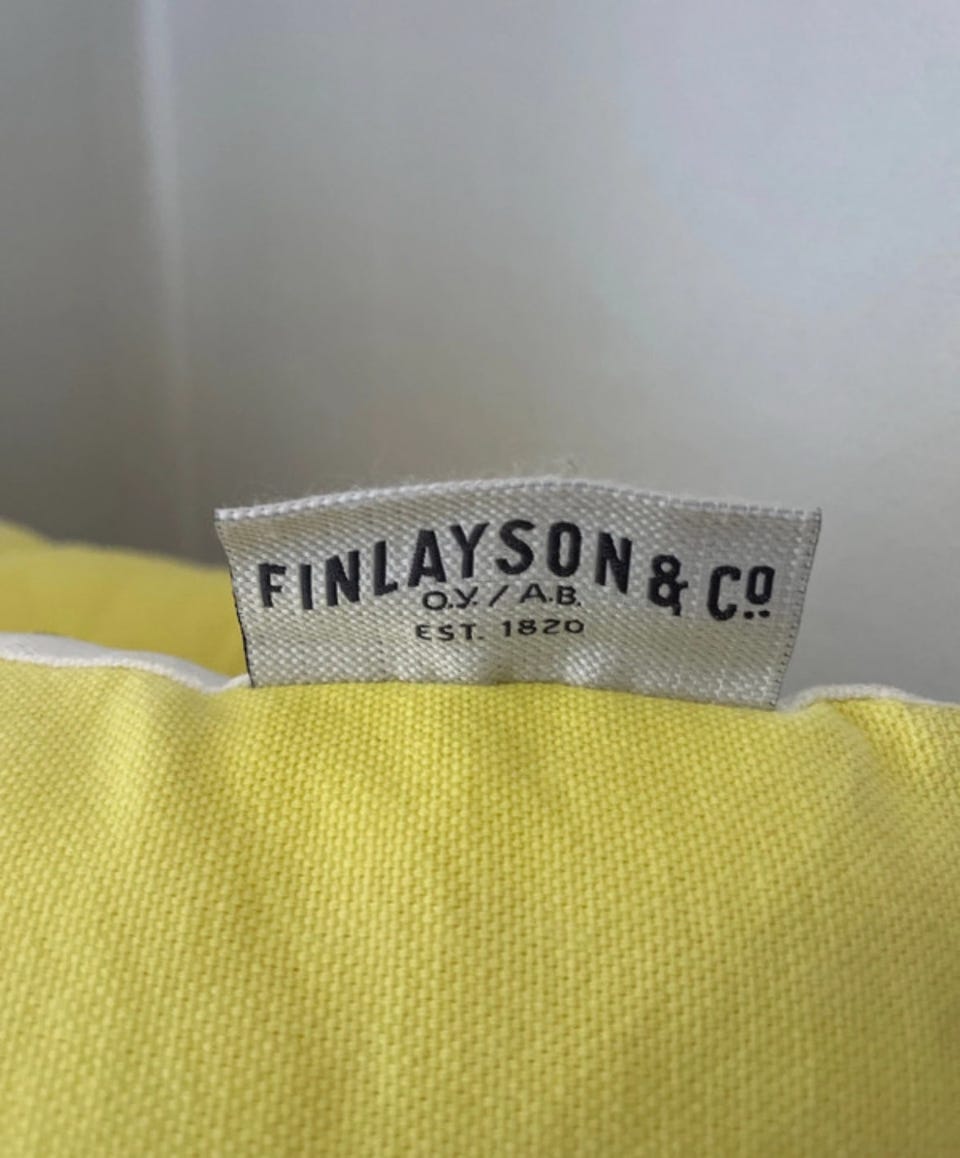 FINLAYSON & Co.
O.Y. / A.B.
EST. 1820